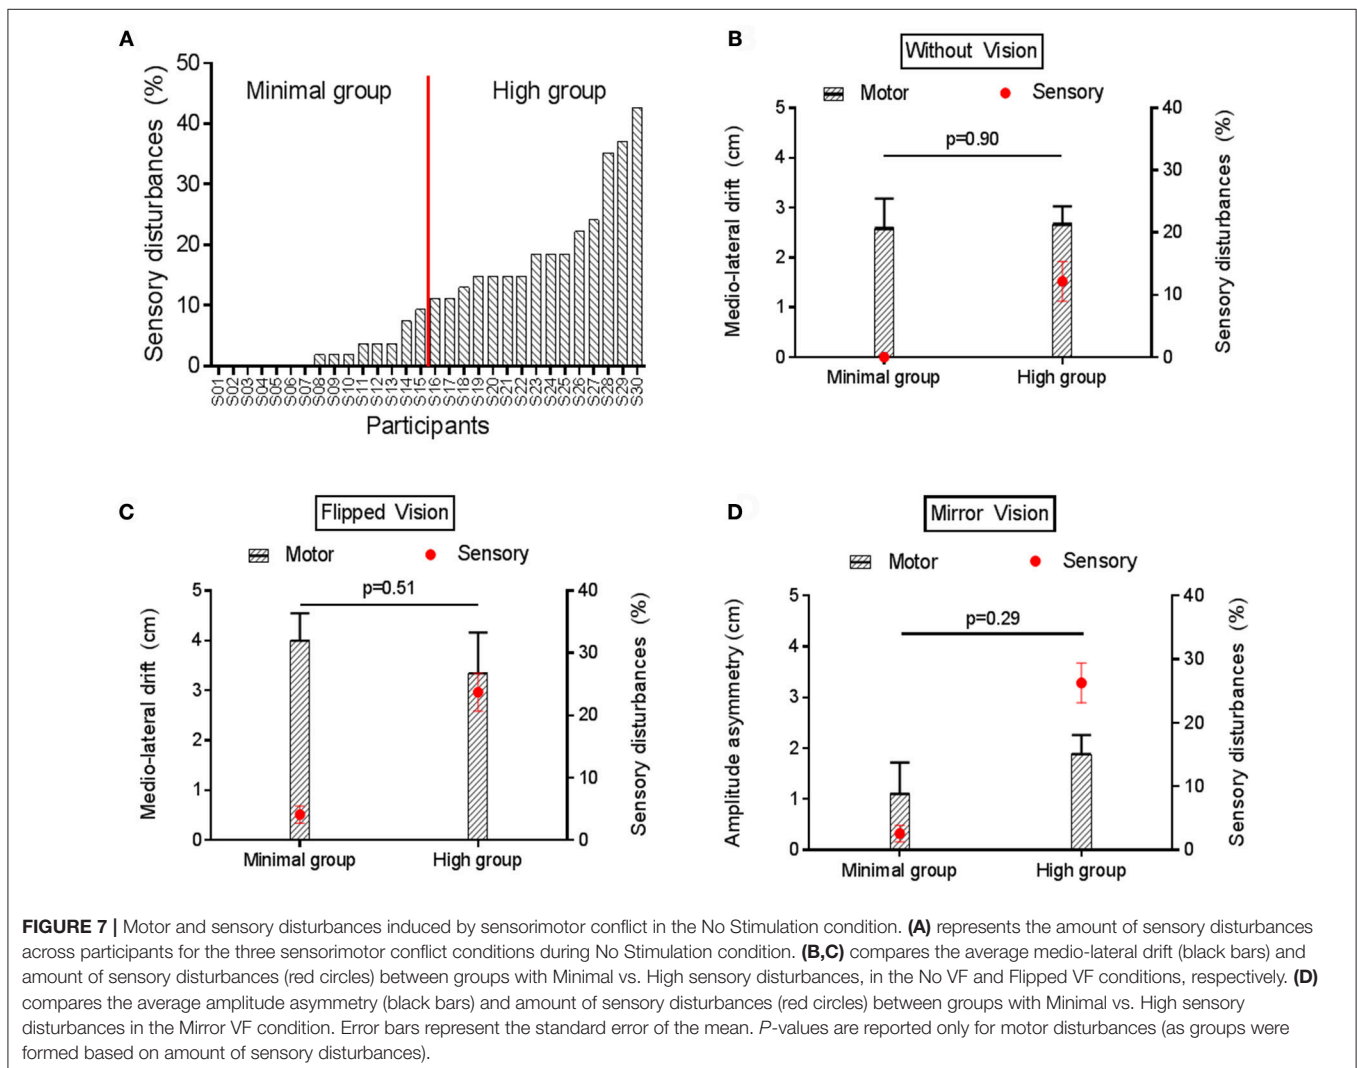 A
50
40
30
20
10
0
Sensory disturbances (%)
Minimal group
High group
S01
S02
S03
S04
S05
S06
S07
S08
S09
S10
S11
S12
S13
S14
S15
S16
S17
S18
S19
S20
S21
S22
S23
S24
S25
S26
S27
S28
S29
S30
Participants
B
Without Vision
Motor
Sensory
5
4
3
2
1
0
Medio-lateral drift (cm)
p=0.90
40
30
20
10
0
Sensory disturbances (%)
Minimal group
High group
C
Flipped Vision
Motor
Sensory
5
4
3
2
1
0
Medio-lateral drift (cm)
p=0.51
40
30
20
10
0
Sensory disturbances (%)
Minimal group
High group
D
Mirror Vision
Motor
Sensory
5
4
3
2
1
0
Amplitude asymmetry (cm)
p=0.29
40
30
20
10
0
Sensory disturbances (%)
Minimal group
High group
FIGURE 7 | Motor and sensory disturbances induced by sensorimotor conflict in the No Stimulation condition. (A) represents the amount of sensory disturbances
across participants for the three sensorimotor conflict conditions during No Stimulation condition. (B,C) compares the average medio-lateral drift (black bars) and
amount of sensory disturbances (red circles) between groups with Minimal vs. High sensory disturbances, in the No VF and Flipped VF conditions, respectively. (D)
compares the average amplitude asymmetry (black bars) and amount of sensory disturbances (red circles) between groups with Minimal vs. High sensory
disturbances in the Mirror VF condition. Error bars represent the standard error of the mean. P-values are reported only for motor disturbances (as groups were
formed based on amount of sensory disturbances).